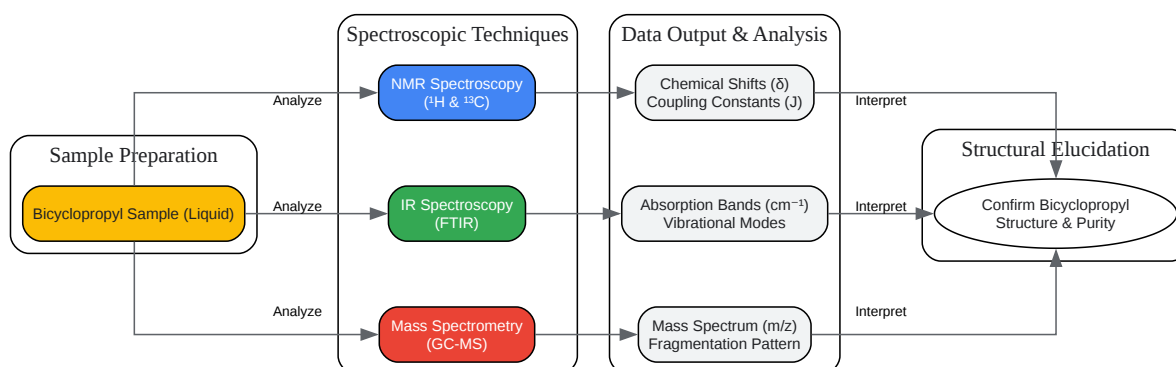 Sample Preparation
Bicyclopropyl Sample (Liquid)
Analyze
Analyze
Analyze
Spectroscopic Techniques
NMR Spectroscopy
(¹H & ¹³C)
IR Spectroscopy
(FTIR)
Mass Spectrometry
(GC-MS)
Data Output & Analysis
Chemical Shifts (δ)
Coupling Constants (J)
Absorption Bands (cm⁻¹)
Vibrational Modes
Mass Spectrum (m/z)
Fragmentation Pattern
Interpret
Interpret
Interpret
Structural Elucidation
Confirm Bicyclopropyl
Structure & Purity